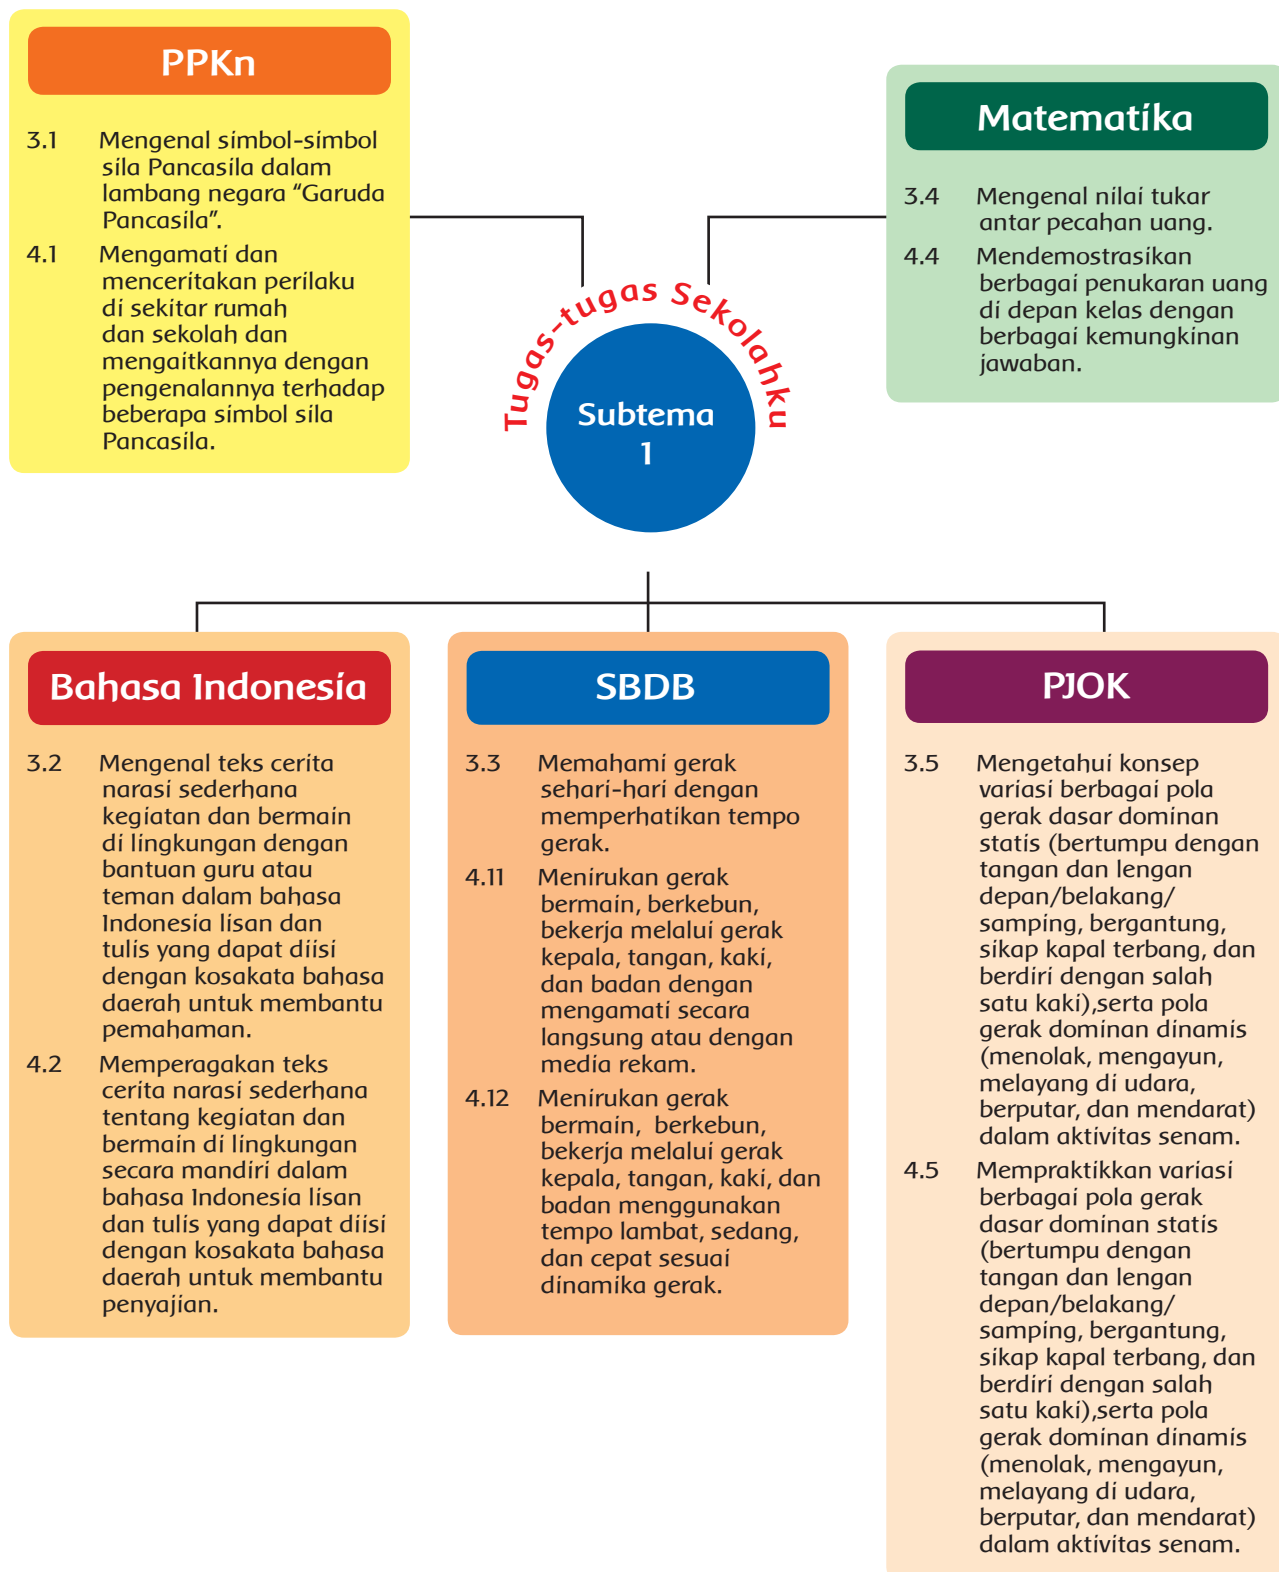 PPKn
3.1 Mengenal simbol-simbol
sila Pancasila dalam
lambang negara “Garuda
Pancasila”.
4.1 Mengamati dan
menceritakan perilaku
di sekitar rumah
dan sekolah dan
mengaitkannya dengan
pengenalannya terhadap
beberapa simbol sila
Pancasila.
Matematika
3.4 Mengenal nilai tukar
antar pecahan uang.
4.4 Mendemostrasikan
berbagai penukaran uang
di depan kelas dengan
berbagai kemungkinan
jawaban.
Tugas-tugas Sekolahku
Subtema
1
Bahasa Indonesia
3.2 Mengenal teks cerita
narasi sederhana
kegiatan dan bermain
di lingkungan dengan
bantuan guru atau
teman dalam bahasa
Indonesia lisan dan
tulis yang dapat diisi
dengan kosakata bahasa
daerah untuk membantu
pemahaman.
4.2 Memperagakan teks
cerita narasi sederhana
tentang kegiatan dan
bermain di lingkungan
secara mandiri dalam
bahasa Indonesia lisan
dan tulis yang dapat diisi
dengan kosakata bahasa
daerah untuk membantu
penyajian.
SBDB
3.3 Memahami gerak
sehari-hari dengan
memperhatikan tempo
gerak.
4.11 Menirukan gerak
bermain, berkebun,
bekerja melalui gerak
kepala, tangan, kaki,
dan badan dengan
mengamati secara
langsung atau dengan
media rekam.
4.12 Menirukan gerak
bermain, berkebun,
bekerja melalui gerak
kepala, tangan, kaki, dan
badan menggunakan
tempo lambat, sedang,
dan cepat sesuai
dinamika gerak.
PJOK
3.5 Mengetahui konsep
variasi berbagai pola
gerak dasar dominan
statis (bertumpu dengan
tangan dan lengan
depan/belakang/
samping, bergantung,
sikap kapal terbang, dan
berdiri dengan salah
satu kaki),serta pola
gerak dominan dinamis
(menolak, mengayun,
melayang di udara,
berputar, dan mendarat)
dalam aktivitas senam.
4.5 Mempraktikkan variasi
berbagai pola gerak
dasar dominan statis
(bertumpu dengan
tangan dan lengan
depan/belakang/
samping, bergantung,
sikap kapal terbang, dan
berdiri dengan salah
satu kaki),serta pola
gerak dominan dinamis
(menolak, mengayun,
melayang di udara,
berputar, dan mendarat)
dalam aktivitas senam.